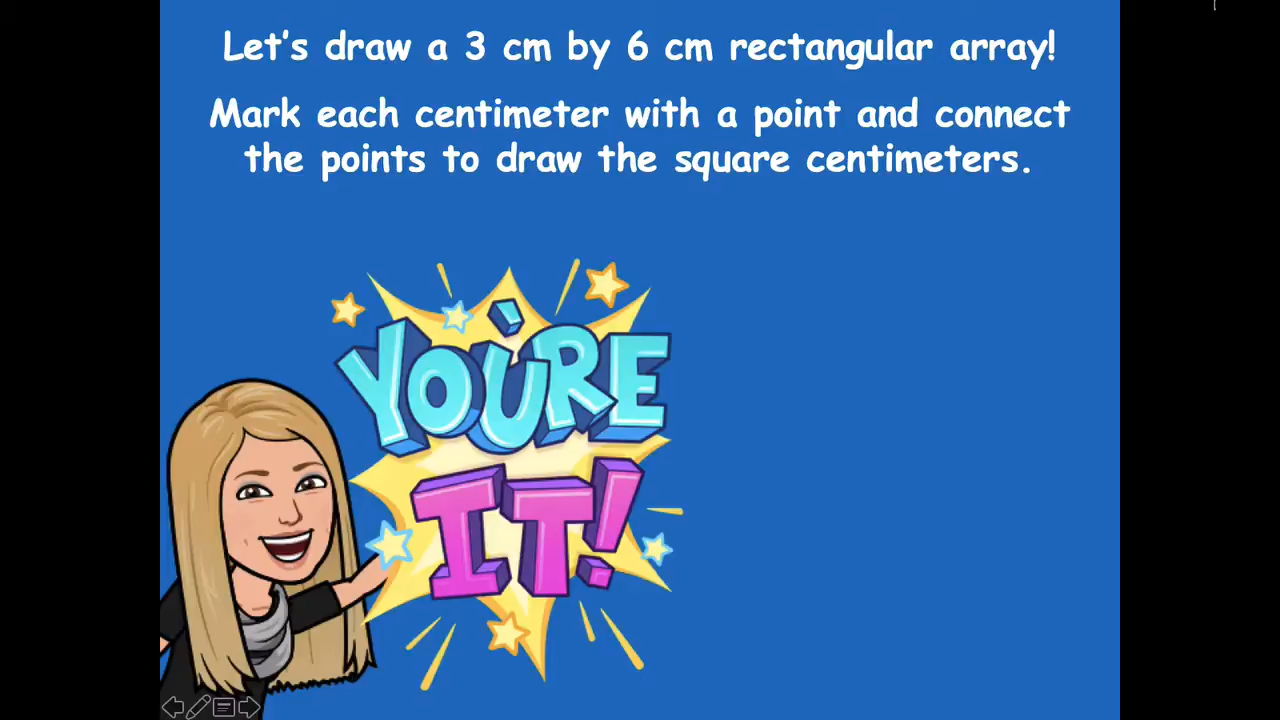 Let's draw a 3 cm by 6 cm rectangular array!
Mark each centimeter with a point and connect
the points to draw the square centimeters.
YOU'RE
IT!